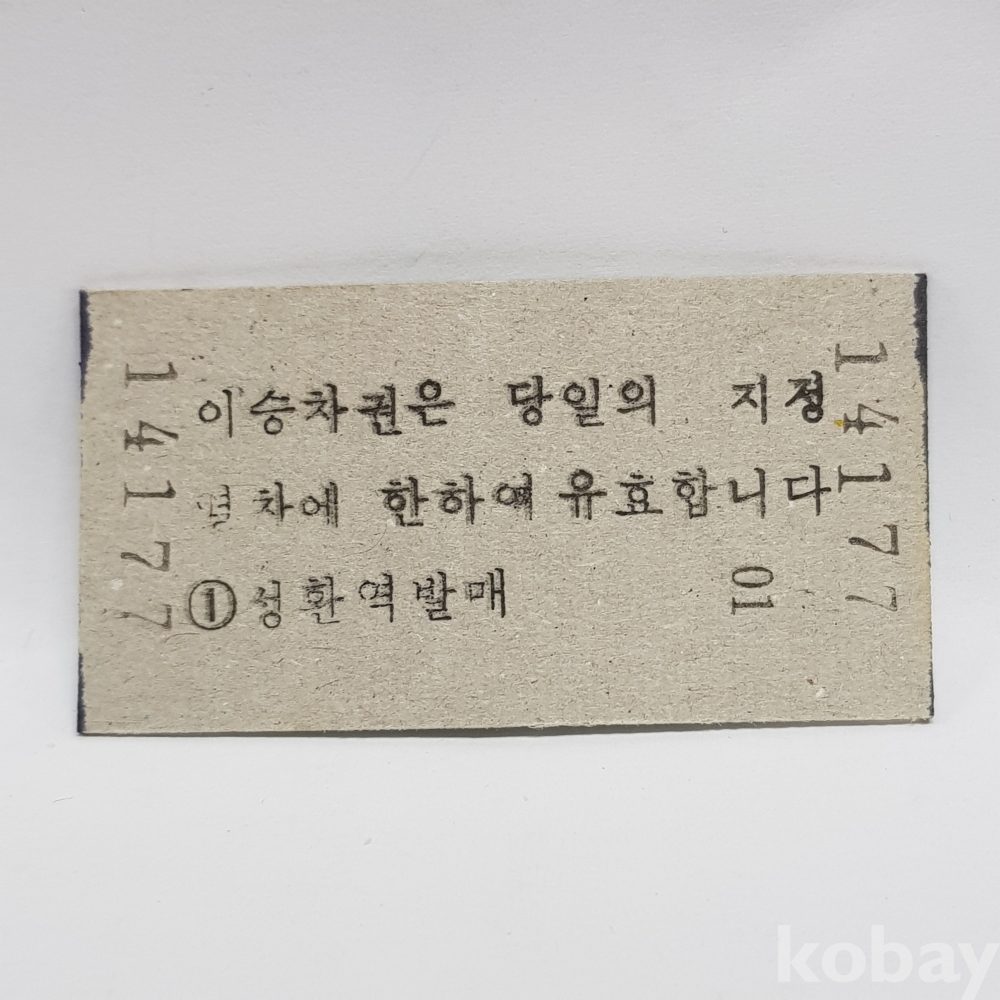 14177
이승차권은 당일의 지정
열차에 한하여 유효합니다
① 성환역발매 01
14177
kobay